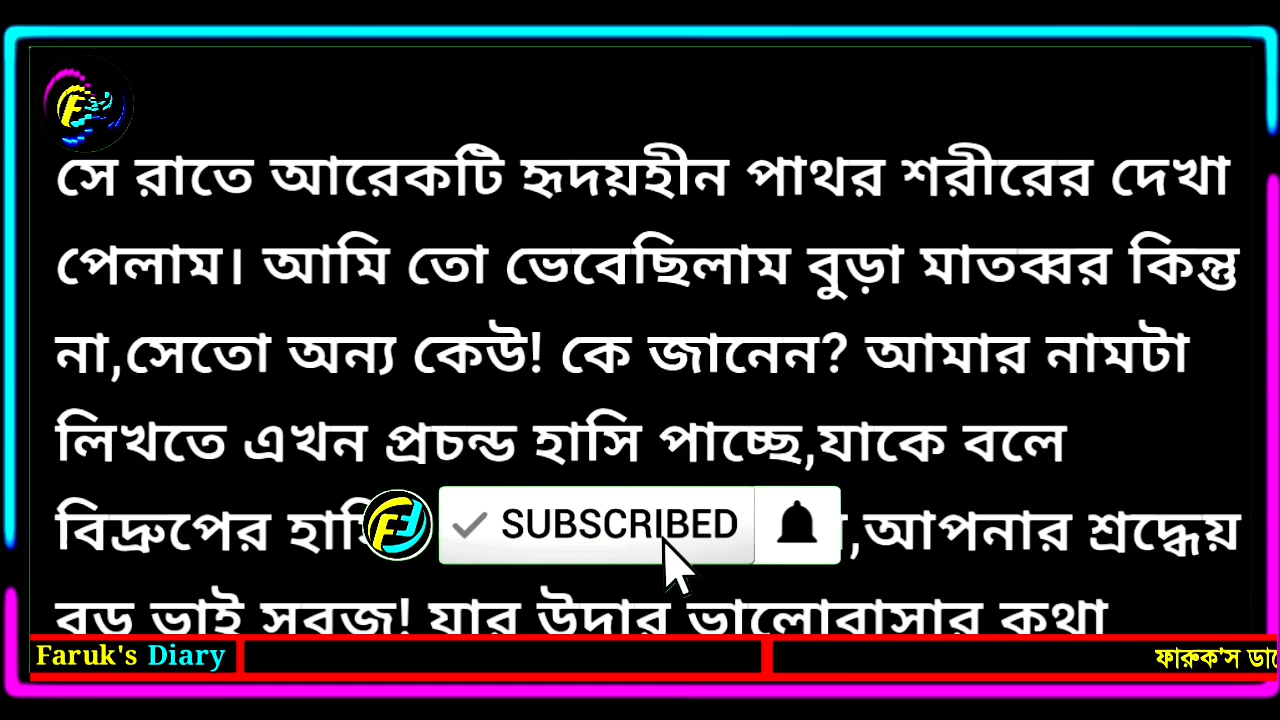 সে রাতে আরেকটি হৃদয়হীন পাথর শরীরের দেখা
পেলাম। আমি তো ভেবেছিলাম বুড়া মাতব্বর কিন্তু
না,সেতো অন্য কেউ! কে জানেন? আমার নামটা
লিখতে এখন প্রচন্ড হাসি পাচ্ছে,যাকে বলে
বিদ্রুপের ,আপনার শ্রদ্ধেয়
SUBSCRIBED
বড় ভাই সবুজ! যার উদার ভালোবাসার কথা
Faruk's Diary
ফারুক'স